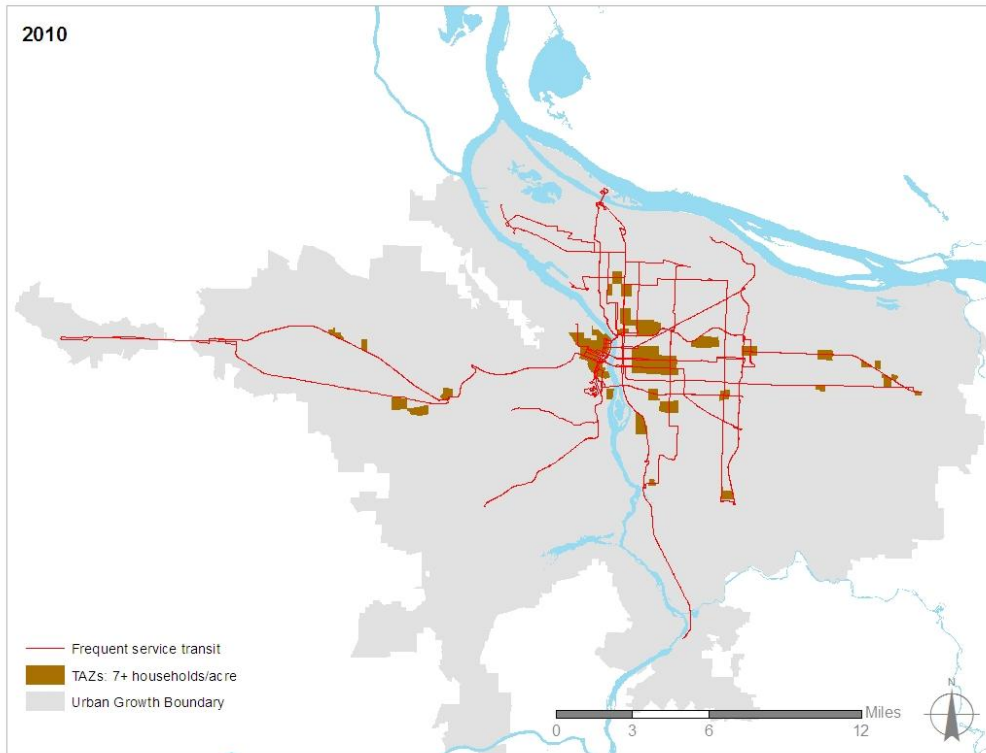 2010
Frequent service transit
TAZs: 7+ households/acre
Urban Growth Boundary
Miles
0 3 6 12
N